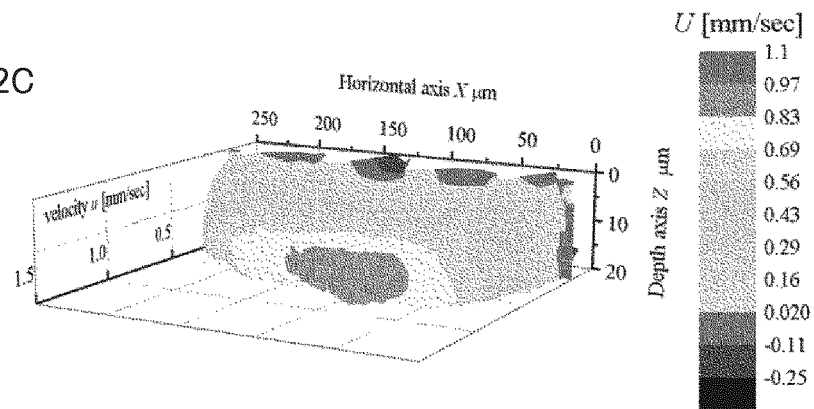 2C
U [mm/sec]
1.1
0.97
0.83
0.69
0.56
0.43
0.29
0.16
0.020
-0.11
-0.25
Horizontal axis X μm
250 200 150 100 50 0
velocity u [mm/sec]
1.5 1.0 0.5
0
10
20
Depth axis Z μm